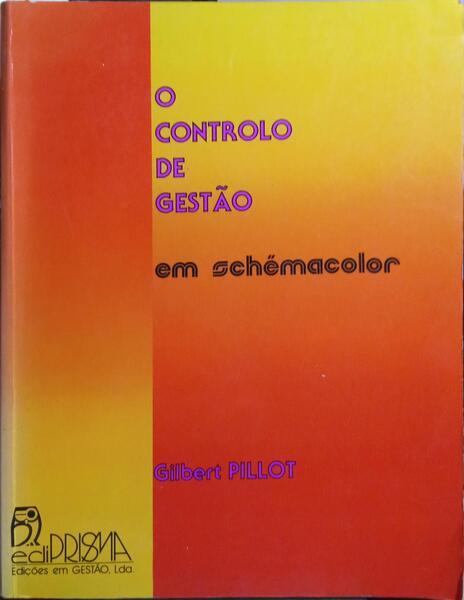 O
CONTROLO
DE
GESTÃO
em schémacolor
Gilbert PILLOT
ediPRISMA
Edições em GESTÃO, Lda.